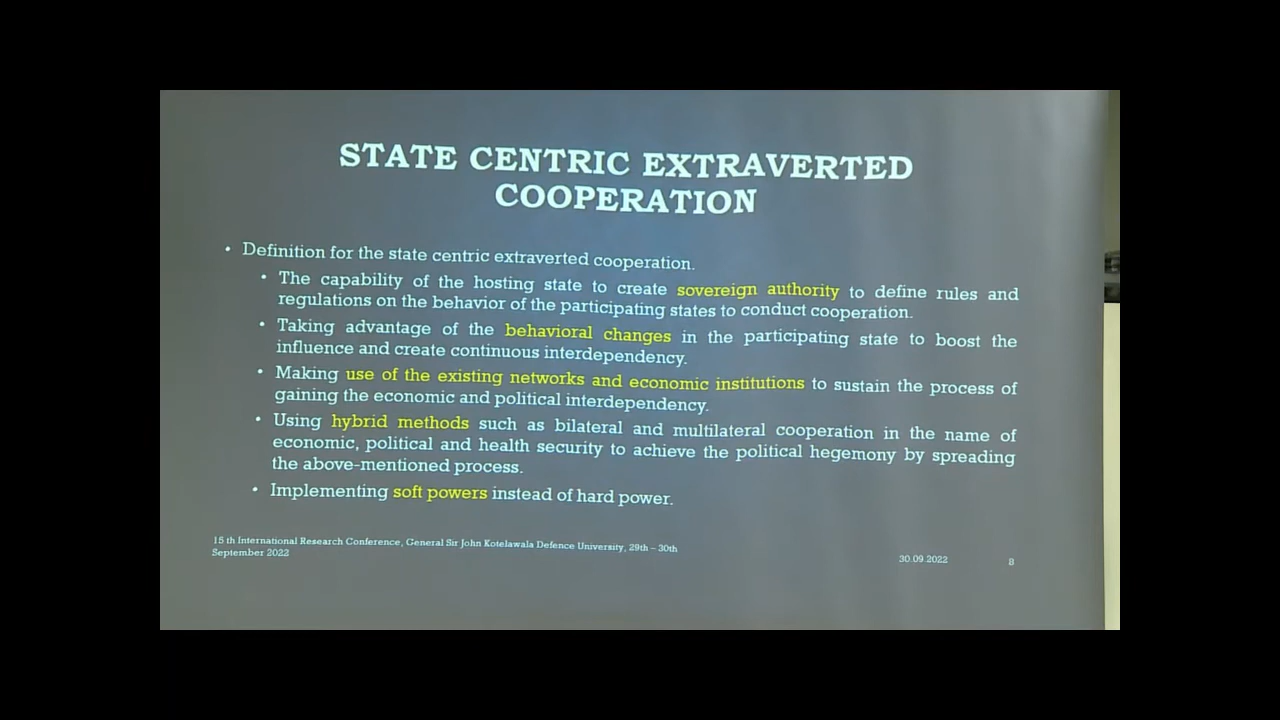 STATE CENTRIC EXTRAVERTED
COOPERATION
• Definition for the state centric extraverted cooperation.
• The capability of the hosting state to create sovereign authority to define rules and
regulations on the behavior of the participating states to conduct cooperation.
• Taking advantage of the behavioral changes in the participating state to boost the
influence and create continuous interdependency.
• Making use of the existing networks and economic institutions to sustain the process of
gaining the economic and political interdependency.
• Using hybrid methods such as bilateral and multilateral cooperation in the name of
economic, political and health security to achieve the political hegemony by spreading
the above-mentioned process.
• Implementing soft powers instead of hard power.
15 th International Research Conference, General Sir John Kotelawala Defence University, 29th – 30th
September 2022
30.09.2022
8